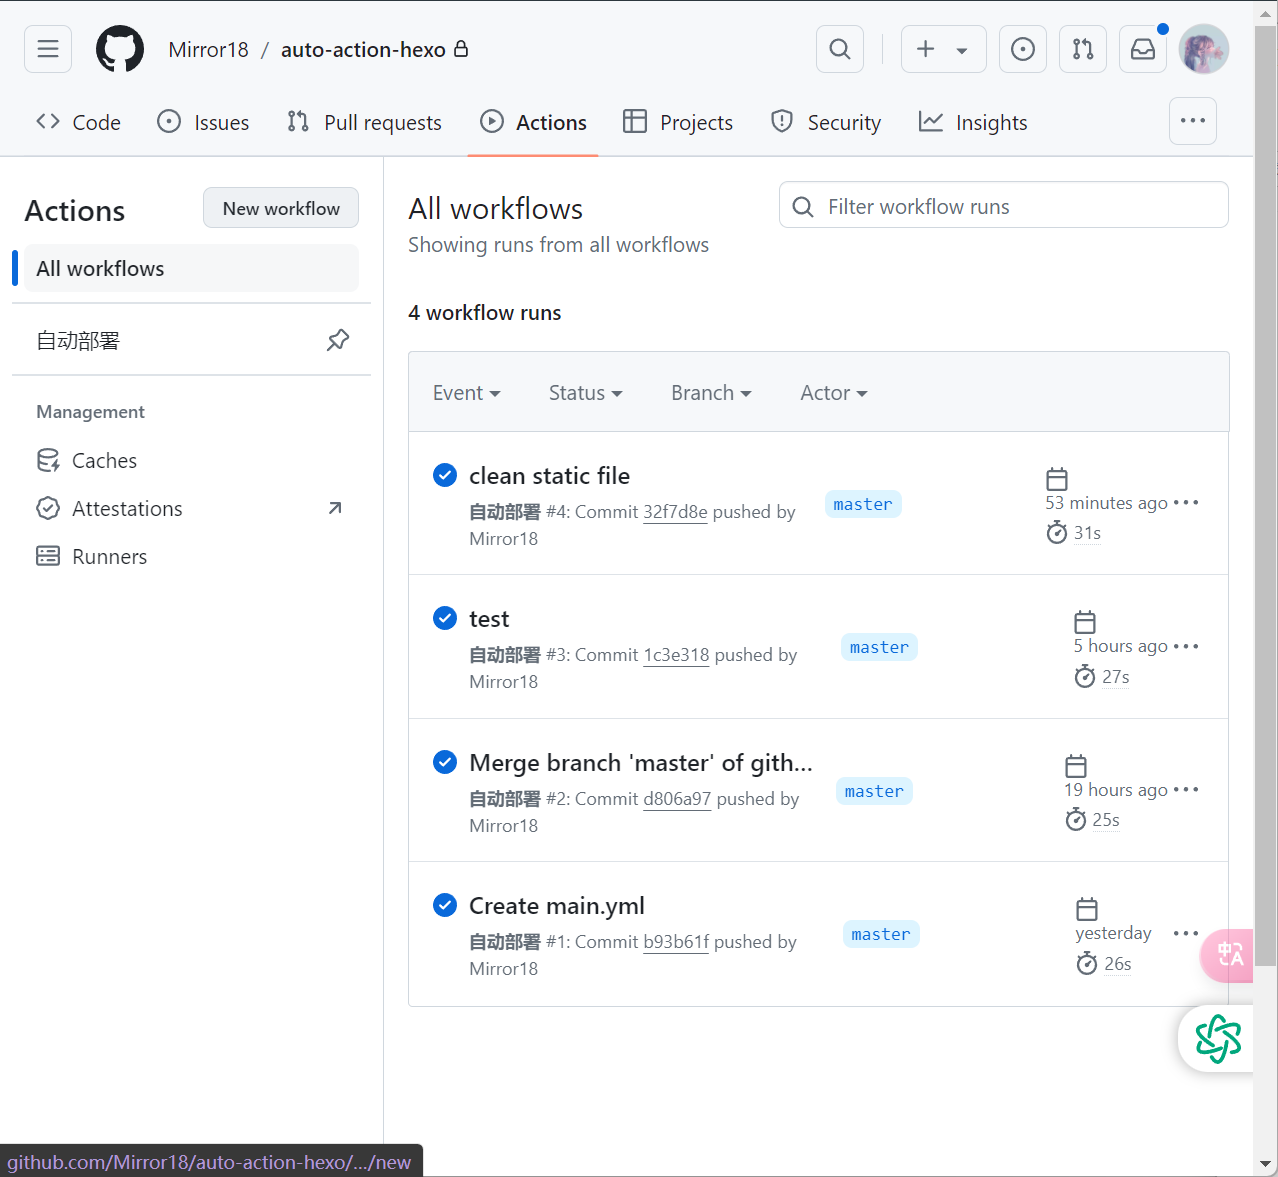 Mirror18 / auto-action-hexo
Code Issues Pull requests Actions Projects Security Insights
Actions
New workflow
All workflows
自动部署
Management
Caches
Attestations
Runners
All workflows
Filter workflow runs
Showing runs from all workflows
4 workflow runs
Event Status Branch Actor
clean static file
自动部署 #4: Commit 32f7d8e pushed by
Mirror18
master
53 minutes ago
31s
test
自动部署 #3: Commit 1c3e318 pushed by
Mirror18
master
5 hours ago
27s
Merge branch 'master' of gith...
自动部署 #2: Commit d806a97 pushed by
Mirror18
master
19 hours ago
25s
Create main.yml
自动部署 #1: Commit b93b61f pushed by
Mirror18
master
yesterday
26s
中A
github.com/Mirror18/auto-action-hexo/.../new